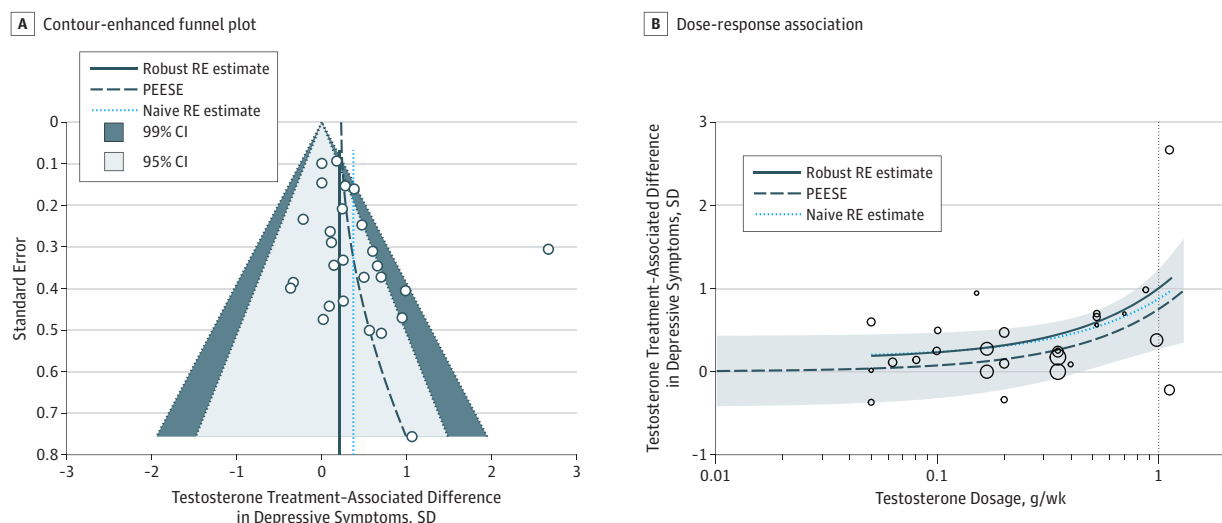 A Contour-enhanced funnel plot
Robust RE estimate
PEESE
Naive RE estimate
99% CI
95% CI
0
0.1
0.2
0.3
0.4
0.5
0.6
0.7
0.8
Standard Error
-3 -2 -1 0 1 2 3
Testosterone Treatment-Associated Difference
in Depressive Symptoms, SD
B Dose-response association
Robust RE estimate
PEESE
Naive RE estimate
3
2
1
0
-1
Testosterone Treatment-Associated Difference
in Depressive Symptoms, SD
0.01 0.1 1
Testosterone Dosage, g/wk